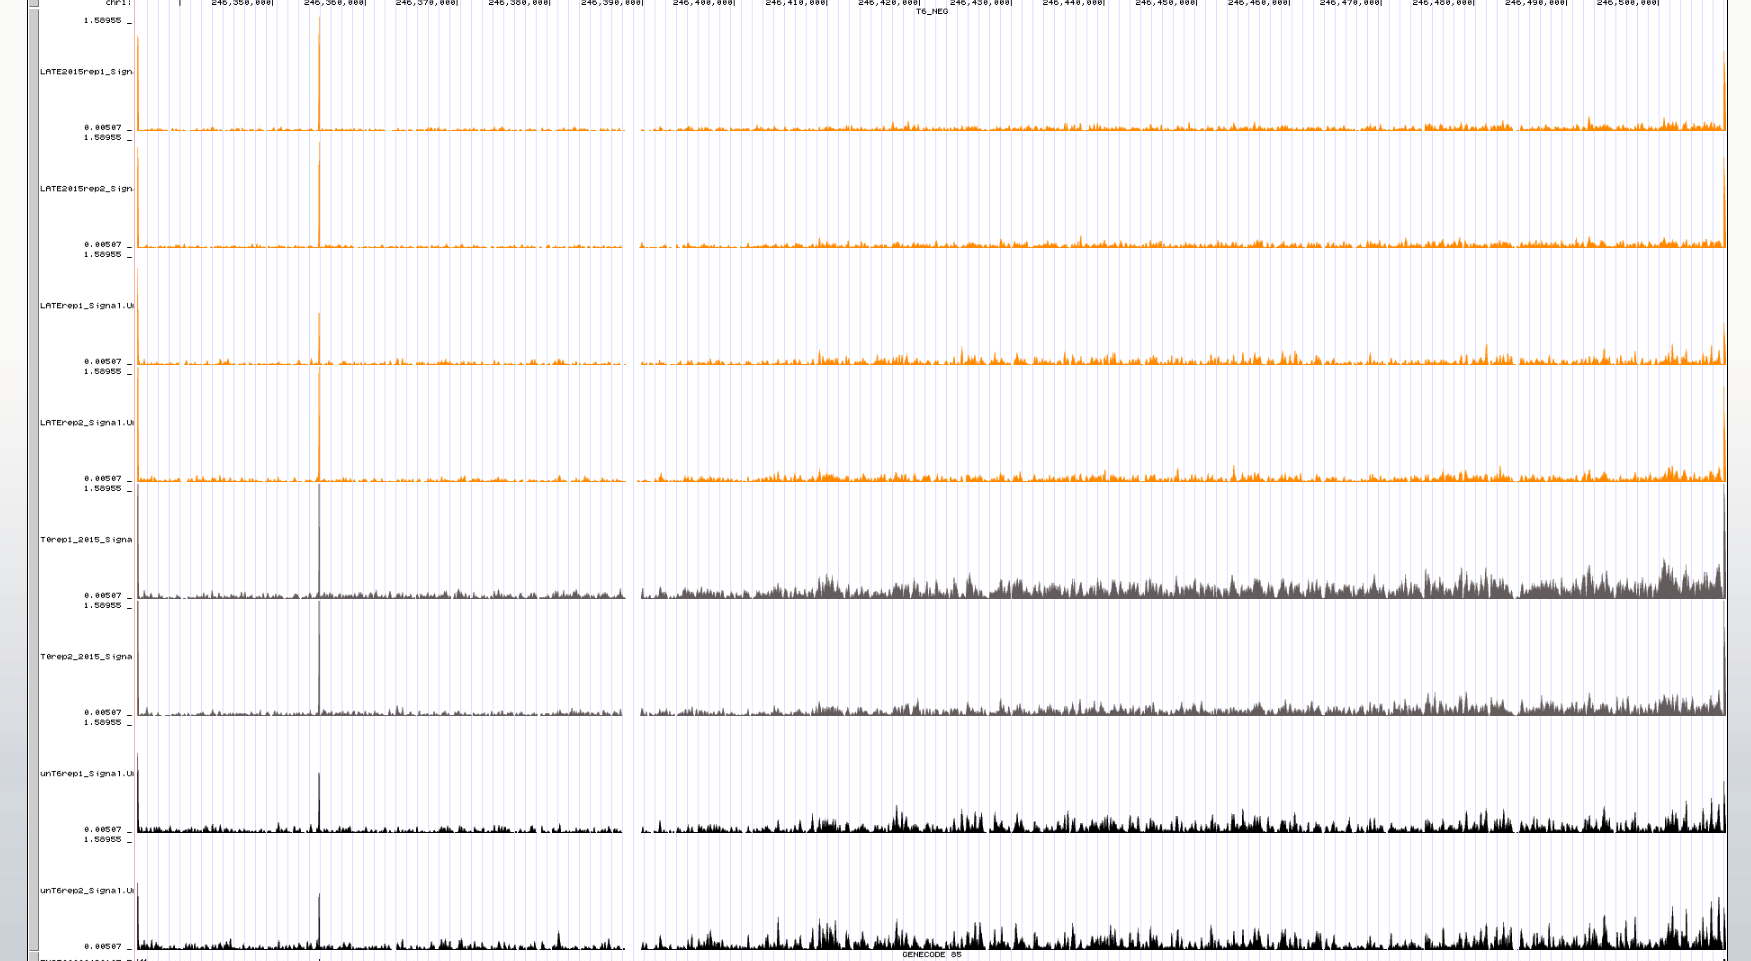 chr1: 246,350,000| 246,360,000| 246,370,000| 246,380,000| 246,390,000| 246,400,000| 246,410,000| 246,420,000| 246,430,000| 246,440,000| 246,450,000| 246,460,000| 246,470,000| 246,480,000| 246,490,000| 246,500,000|
T6_NEG
1.58955 _
LATE2015rep1_Sign
0.00507 _
1.58955 _
LATE2015rep2_Sign
0.00507 _
1.58955 _
LATErep1_Signal.U
0.00507 _
1.58955 _
LATErep2_Signal.U
0.00507 _
1.58955 _
T0rep1_2015_Signa
0.00507 _
1.58955 _
T0rep2_2015_Signa
0.00507 _
1.58955 _
unT6rep1_Signal.U
0.00507 _
1.58955 _
unT6rep2_Signal.U
0.00507 _
GENECODE 85